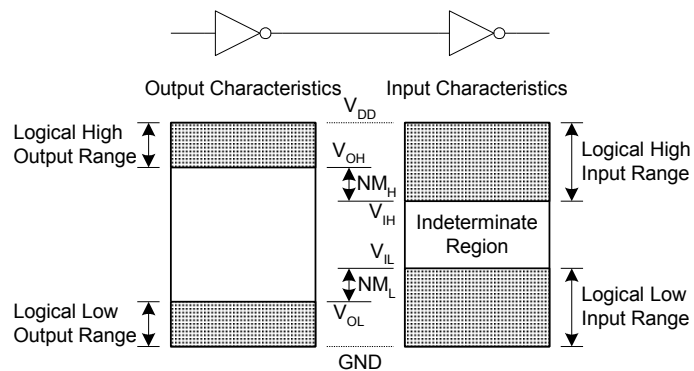 Output Characteristics
Input Characteristics
V_DD
Logical High
Output Range
V_OH
NM_H
V_IH
Logical High
Input Range
Indeterminate
Region
V_IL
NM_L
V_OL
Logical Low
Output Range
Logical Low
Input Range
GND